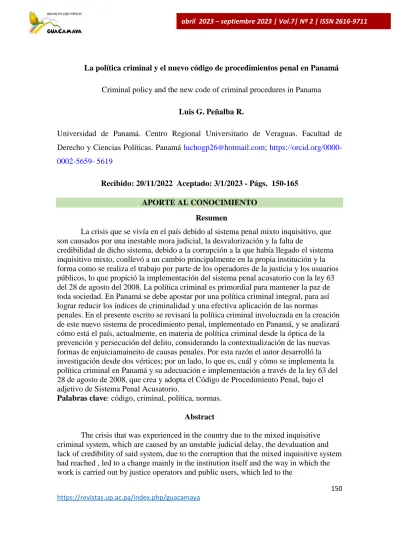 REVISTA CIENTÍFICA
GUACAMAYA
abril 2023 – septiembre 2023 | Vol.7| Nº 2 | ISSN 2616-9711
La política criminal y el nuevo código de procedimientos penal en Panamá
Criminal policy and the new code of criminal procedures in Panama
Luis G. Peñalba R.
Universidad de Panamá. Centro Regional Universitario de Veraguas. Facultad de
Derecho y Ciencias Políticas. Panamá luchogp26@hotmail.com; https://orcid.org/0000-
0002-5659- 5619
Recibido: 20/11/2022 Aceptado: 3/1/2023 - Págs. 150-165
APORTE AL CONOCIMIENTO
Resumen
La crisis que se vivía en el país debido al sistema penal mixto inquisitivo, que
son causados por una inestable mora judicial, la desvalorización y la falta de
credibilidad de dicho sistema, debido a la corrupción a la que había llegado el sistema
inquisitivo mixto, conllevó a un cambio principalmente en la propia institución y la
forma como se realiza el trabajo por parte de los operadores de la justicia y los usuarios
públicos, lo que propició la implementación del sistema penal acusatorio con la ley 63
del 28 de agosto del 2008. La política criminal es primordial para mantener la paz de
toda sociedad. En Panamá se debe apostar por una política criminal integral, para así
lograr reducir los índices de criminalidad y una efectiva aplicación de las normas
penales. En el presente escrito se revisará la política criminal involucrada en la creación
de este nuevo sistema de procedimiento penal, implementado en Panamá, y se analizará
cómo está el país, actualmente, en materia de política criminal desde la óptica de la
prevención y persecución del delito, considerando la contextualización de las nuevas
formas de enjuiciamaineito de causas penales. Por esta razón el autor desarrolló la
investigación desde dos vértices; por un lado, lo que es, cuál y cómo se implementa la
política criminal en Panamá y su adecuación e implementación a través de la ley 63 del
28 de agosto de 2008, que crea y adopta el Código de Procedimiento Penal, bajo el
adjetivo de Sistema Penal Acusatorio.
Palabras clave: código, criminal, política, normas.
Abstract
The crisis that was experienced in the country due to the mixed inquisitive
criminal system, which are caused by an unstable judicial delay, the devaluation and
lack of credibility of said system, due to the corruption that the mixed inquisitive system
had reached , led to a change mainly in the institution itself and the way in which the
work is carried out by justice operators and public users, which led to the
150
https://revistas.up.ac.pa/index.php/guacamaya